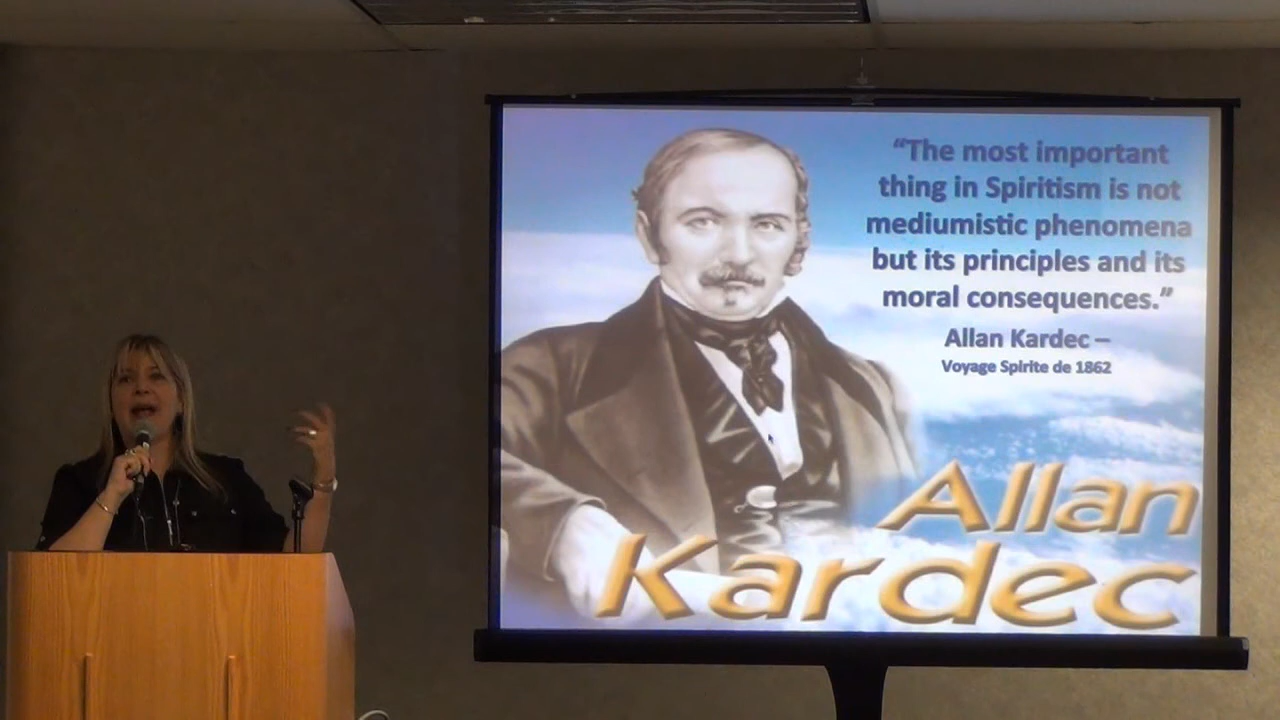 “The most important
thing in Spiritism is not
mediumistic phenomena
but its principles and its
moral consequences.”
Allan Kardec –
Voyage Spirite de 1862
Allan
Kardec